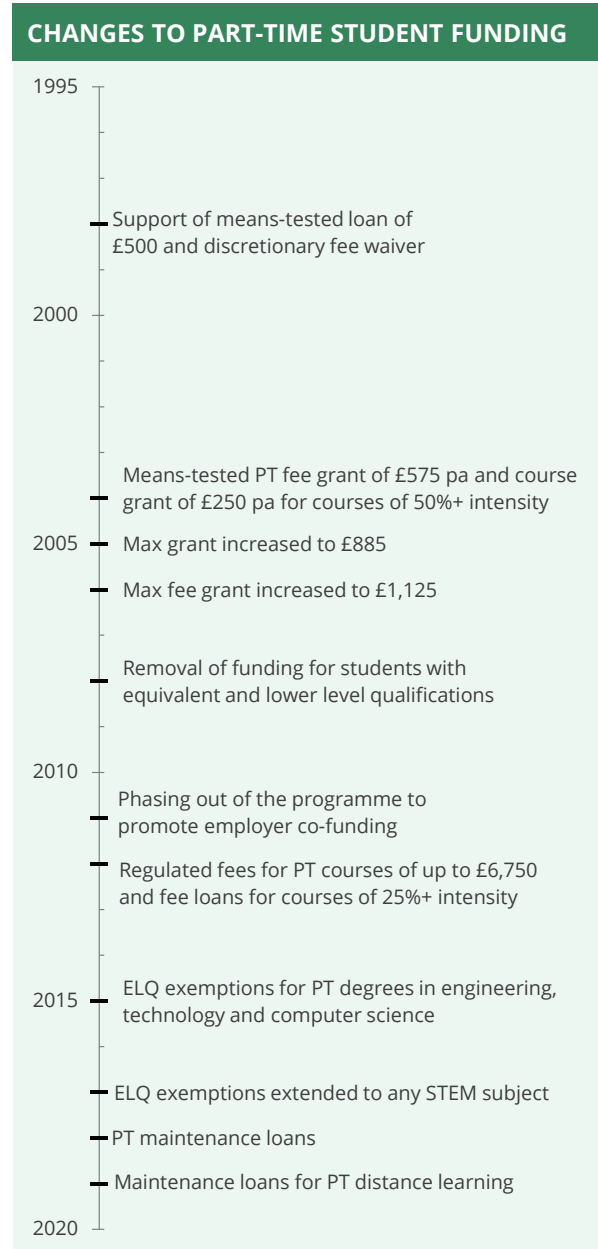 CHANGES TO PART-TIME STUDENT FUNDING
1995
Support of means-tested loan of
£500 and discretionary fee waiver
2000
Means-tested PT fee grant of £575 pa and course
grant of £250 pa for courses of 50%+ intensity
2005
Max grant increased to £885
Max fee grant increased to £1,125
Removal of funding for students with
equivalent and lower level qualifications
2010
Phasing out of the programme to
promote employer co-funding
Regulated fees for PT courses of up to £6,750
and fee loans for courses of 25%+ intensity
2015
ELQ exemptions for PT degrees in engineering,
technology and computer science
ELQ exemptions extended to any STEM subject
PT maintenance loans
Maintenance loans for PT distance learning
2020